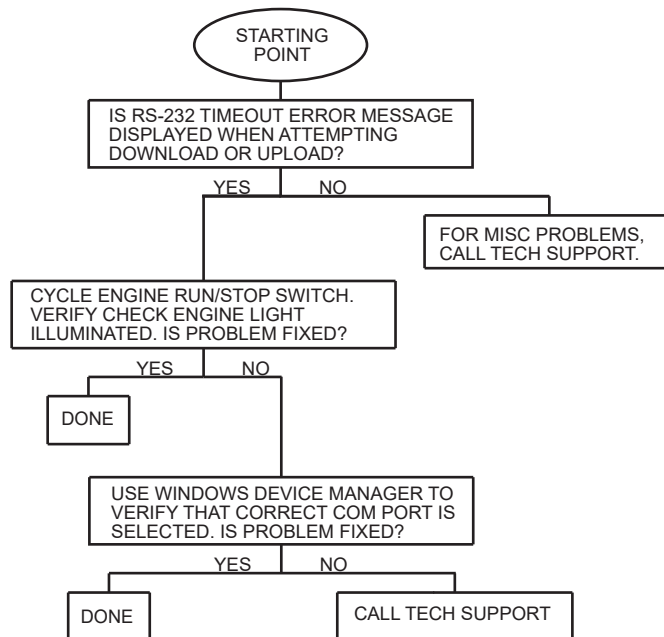 STARTING
POINT
IS RS-232 TIMEOUT ERROR MESSAGE
DISPLAYED WHEN ATTEMPTING
DOWNLOAD OR UPLOAD?
YES NO
FOR MISC PROBLEMS,
CALL TECH SUPPORT.
CYCLE ENGINE RUN/STOP SWITCH.
VERIFY CHECK ENGINE LIGHT
ILLUMINATED. IS PROBLEM FIXED?
YES NO
DONE
USE WINDOWS DEVICE MANAGER TO
VERIFY THAT CORRECT COM PORT IS
SELECTED. IS PROBLEM FIXED?
YES NO
DONE
CALL TECH SUPPORT